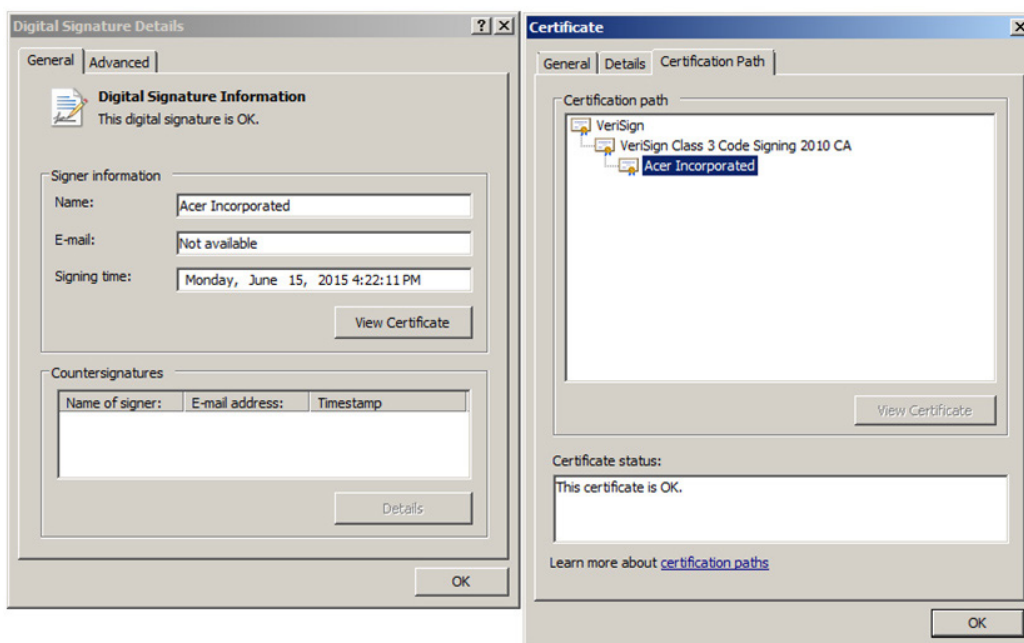 Digital Signature Details
General Advanced
Digital Signature Information
This digital signature is OK.
Signer information
Name: Acer Incorporated
E-mail: Not available
Signing time: Monday, June 15, 2015 4:22:11 PM
View Certificate
Countersignatures
Name of signer: E-mail address: Timestamp
Details
OK
Certificate
General Details Certification Path
Certification path
VeriSign
VeriSign Class 3 Code Signing 2010 CA
Acer Incorporated
View Certificate
Certificate status:
This certificate is OK.
Learn more about certification paths
OK